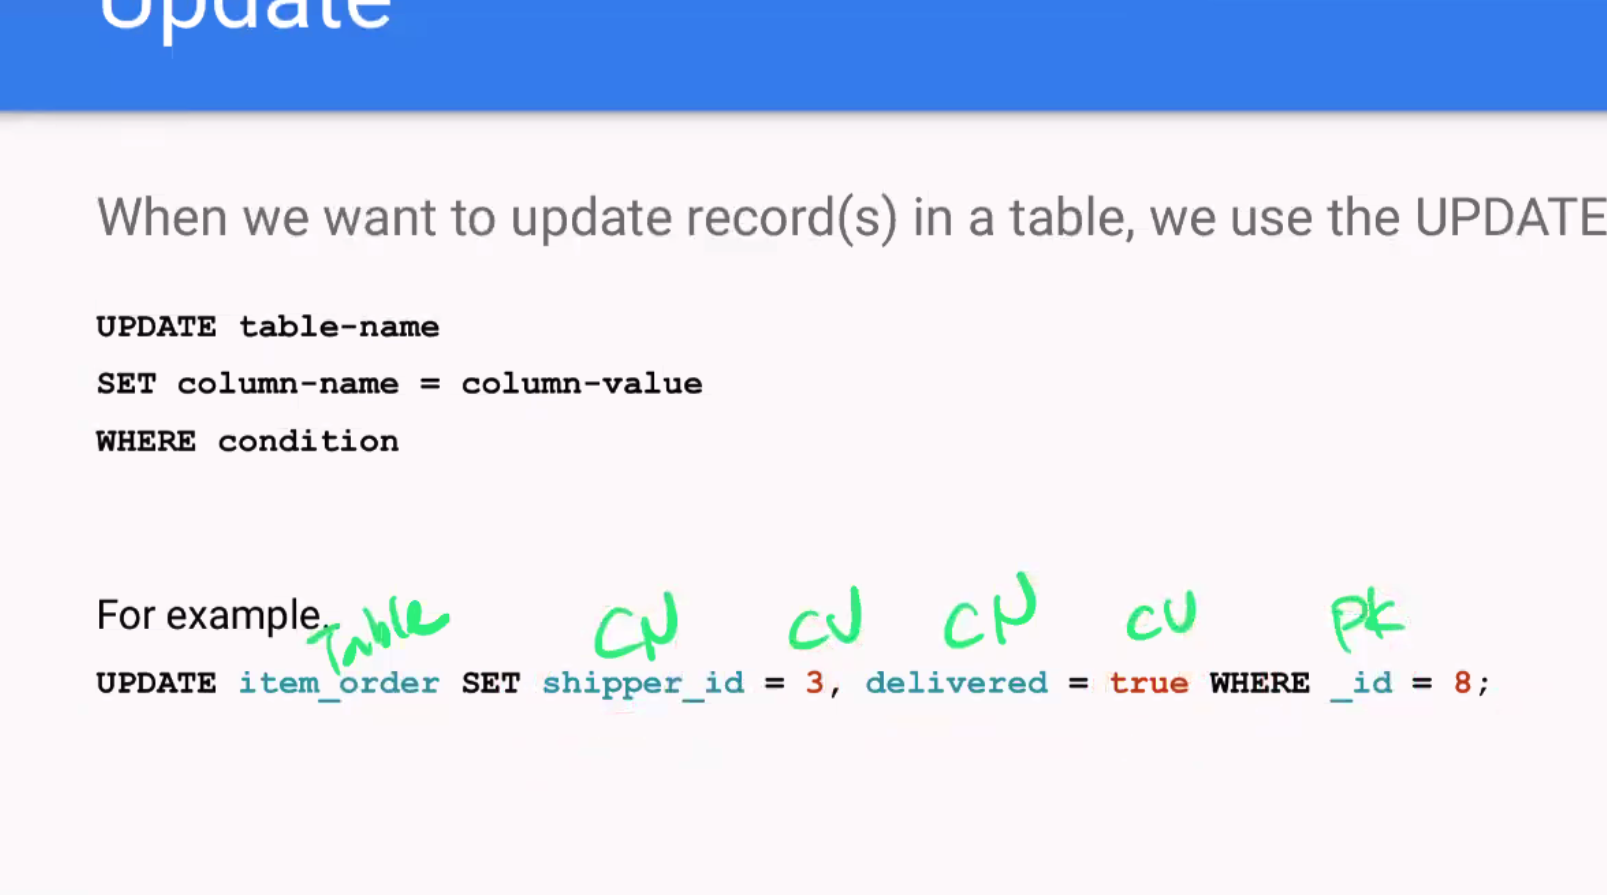 Update
When we want to update record(s) in a table, we use the UPDATE
UPDATE table-name
SET column-name = column-value
WHERE condition
For example.
Table CN CV CN CV PK
UPDATE item_order SET shipper_id = 3, delivered = true WHERE _id = 8;